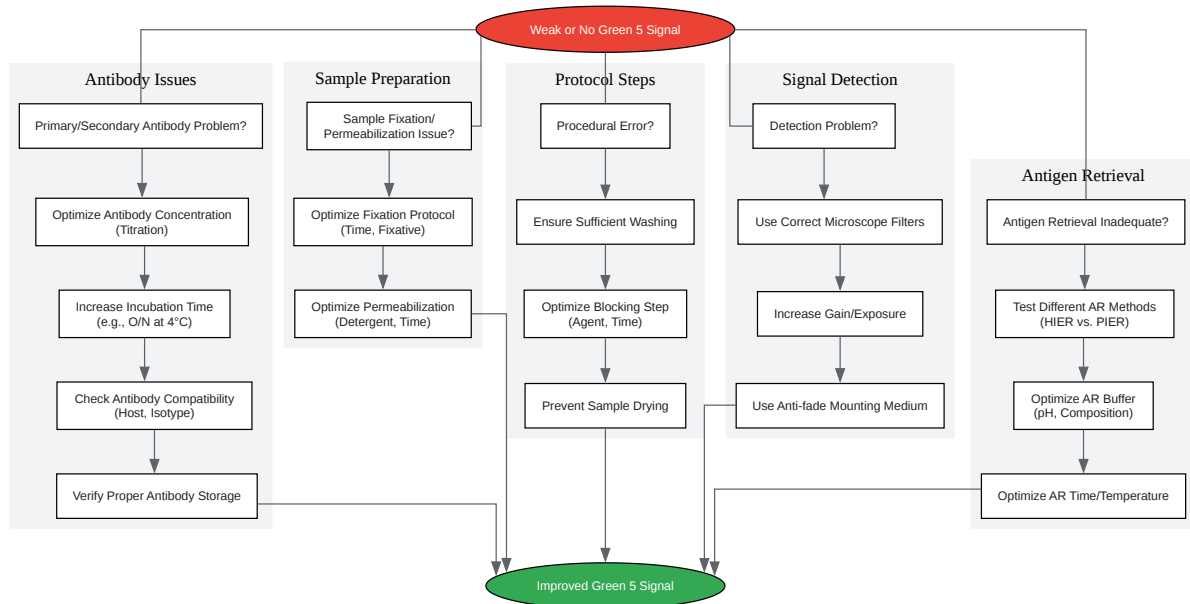 Weak or No Green 5 Signal
Antibody Issues
Primary/Secondary Antibody Problem?
Optimize Antibody Concentration
(Titration)
Increase Incubation Time
(e.g., O/N at 4°C)
Check Antibody Compatibility
(Host, Isotype)
Verify Proper Antibody Storage
Sample Preparation
Sample Fixation/
Permeabilization Issue?
Optimize Fixation Protocol
(Time, Fixative)
Optimize Permeabilization
(Detergent, Time)
Protocol Steps
Procedural Error?
Ensure Sufficient Washing
Optimize Blocking Step
(Agent, Time)
Prevent Sample Drying
Signal Detection
Detection Problem?
Use Correct Microscope Filters
Increase Gain/Exposure
Use Anti-fade Mounting Medium
Antigen Retrieval
Antigen Retrieval Inadequate?
Test Different AR Methods
(HIER vs. PIER)
Optimize AR Buffer
(pH, Composition)
Optimize AR Time/Temperature
Improved Green 5 Signal